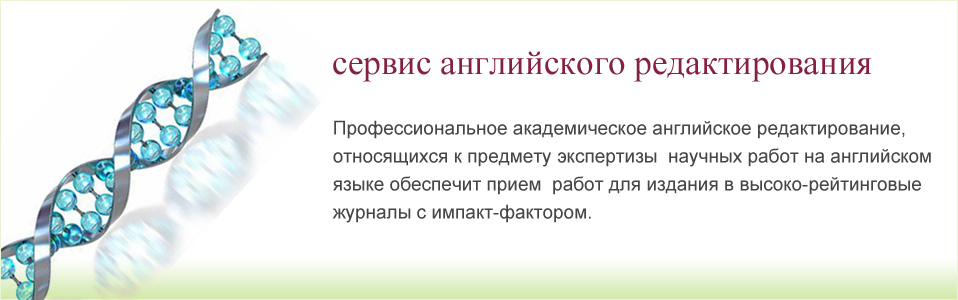 сервис английского редактирования
Профессиональное академическое английское редактирование,
относящихся к предмету экспертизы научных работ на английском
языке обеспечит прием работ для издания в высоко-рейтинговые
журналы с импакт-фактором.